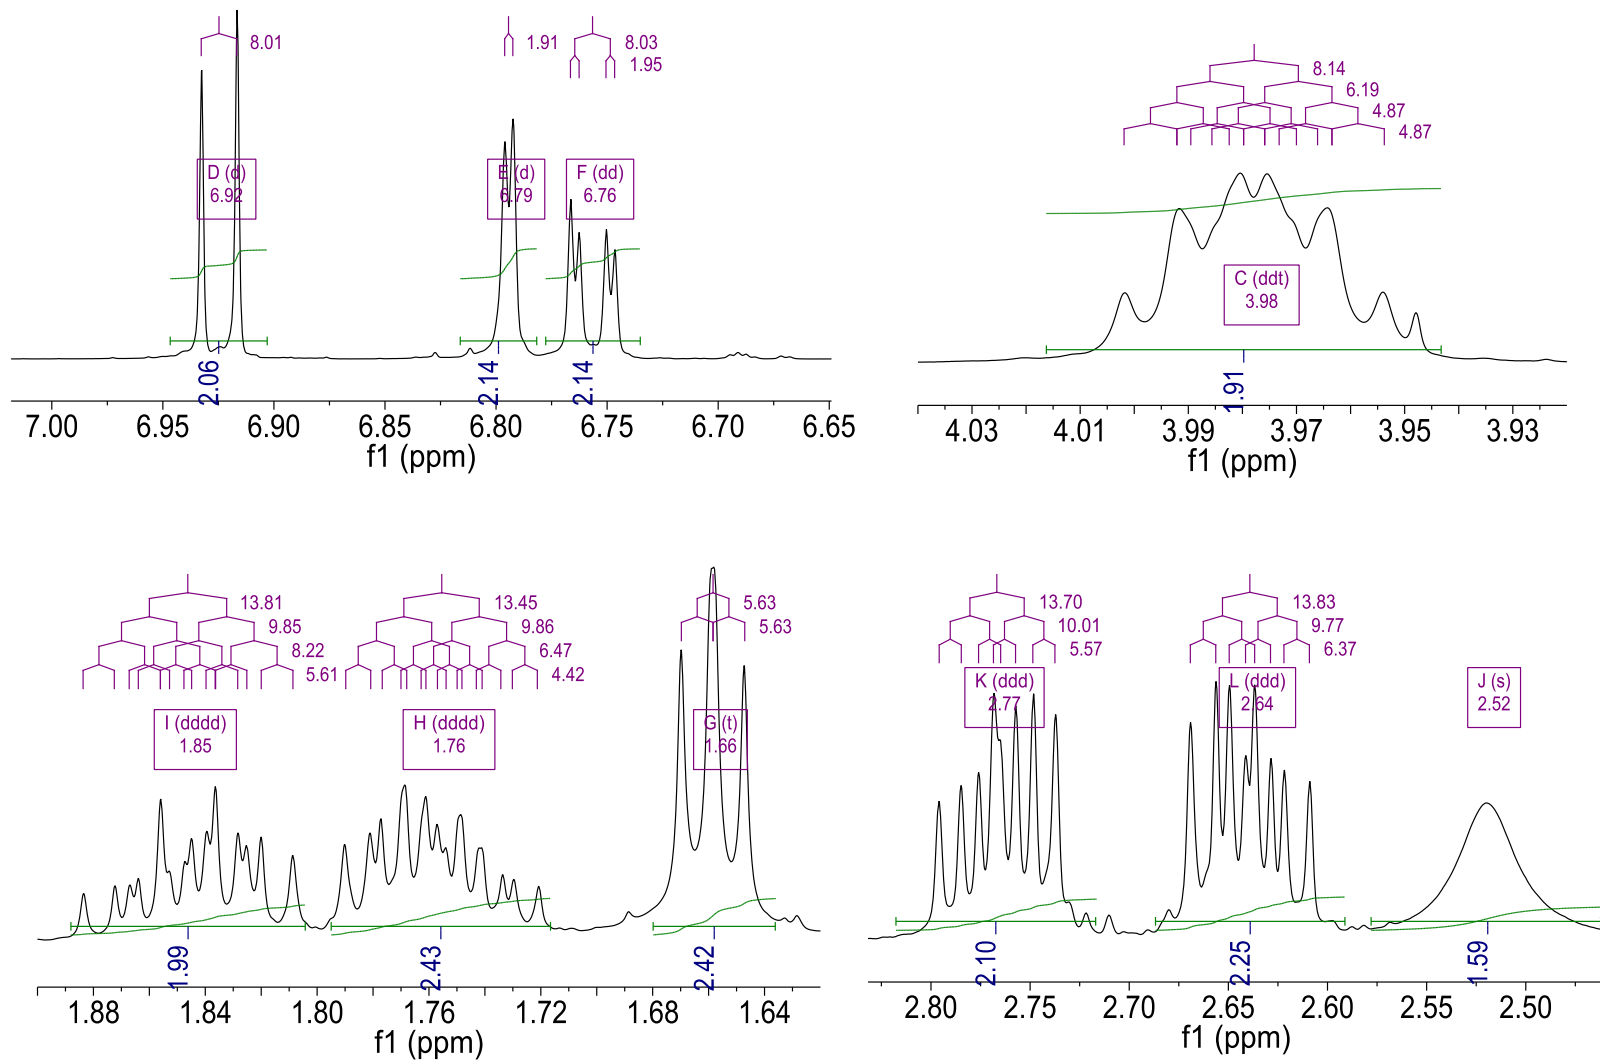 8.01
1.91
8.03
1.95
D (d)
6.92
E (d)
6.79
F (dd)
6.76
2.06
2.14
2.14
7.00 6.95 6.90 6.85 6.80 6.75 6.70 6.65
f1 (ppm)
8.14
6.19
4.87
4.87
C (ddt)
3.98
1.91
4.03 4.01 3.99 3.97 3.95 3.93
f1 (ppm)
13.81
9.85
8.22
5.61
13.45
9.86
6.47
4.42
5.63
5.63
I (dddd)
1.85
H (dddd)
1.76
G (t)
1.66
1.99
2.43
2.42
1.88 1.84 1.80 1.76 1.72 1.68 1.64
f1 (ppm)
13.70
10.01
5.57
13.83
9.77
6.37
K (ddd)
2.77
L (ddd)
2.64
J (s)
2.52
2.10
2.25
1.59
2.80 2.75 2.70 2.65 2.60 2.55 2.50
f1 (ppm)